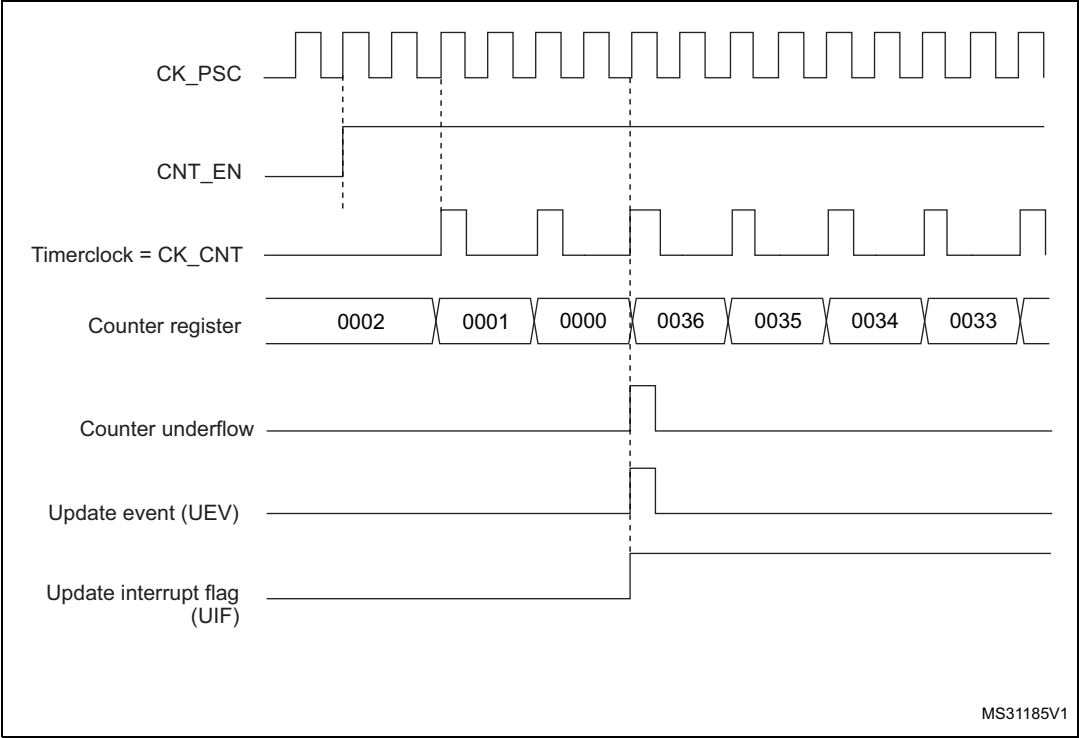 CK_PSC
CNT_EN
Timerclock = CK_CNT
Counter register
0002 0001 0000 0036 0035 0034 0033
Counter underflow
Update event (UEV)
Update interrupt flag
(UIF)
MS31185V1